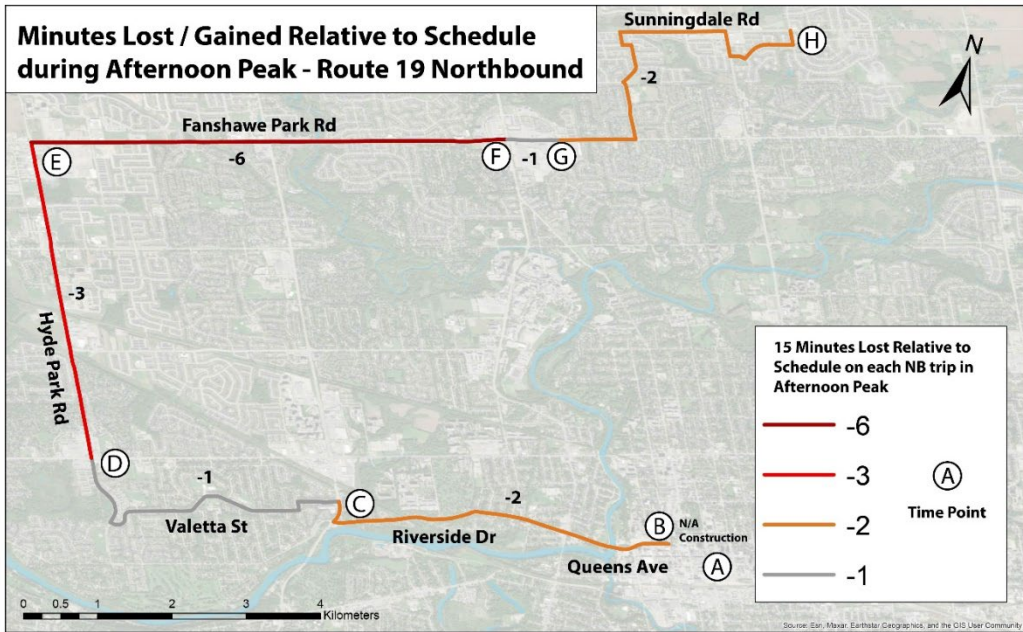 Minutes Lost / Gained Relative to Schedule
during Afternoon Peak - Route 19 Northbound
Sunningdale Rd
H
N
-2
Fanshawe Park Rd
E
-6
F
-1
G
-3
Hyde Park Rd
D
-1
Valetta St
C
-2
Riverside Dr
B
N/A
Construction
Queens Ave
A
15 Minutes Lost Relative to
Schedule on each NB trip in
Afternoon Peak
-6
-3
A
Time Point
-2
-1
0 0.5 1 2 3 4
Kilometers
Source: Esri, Maxar, Earthstar Geographics, and the GIS User Community